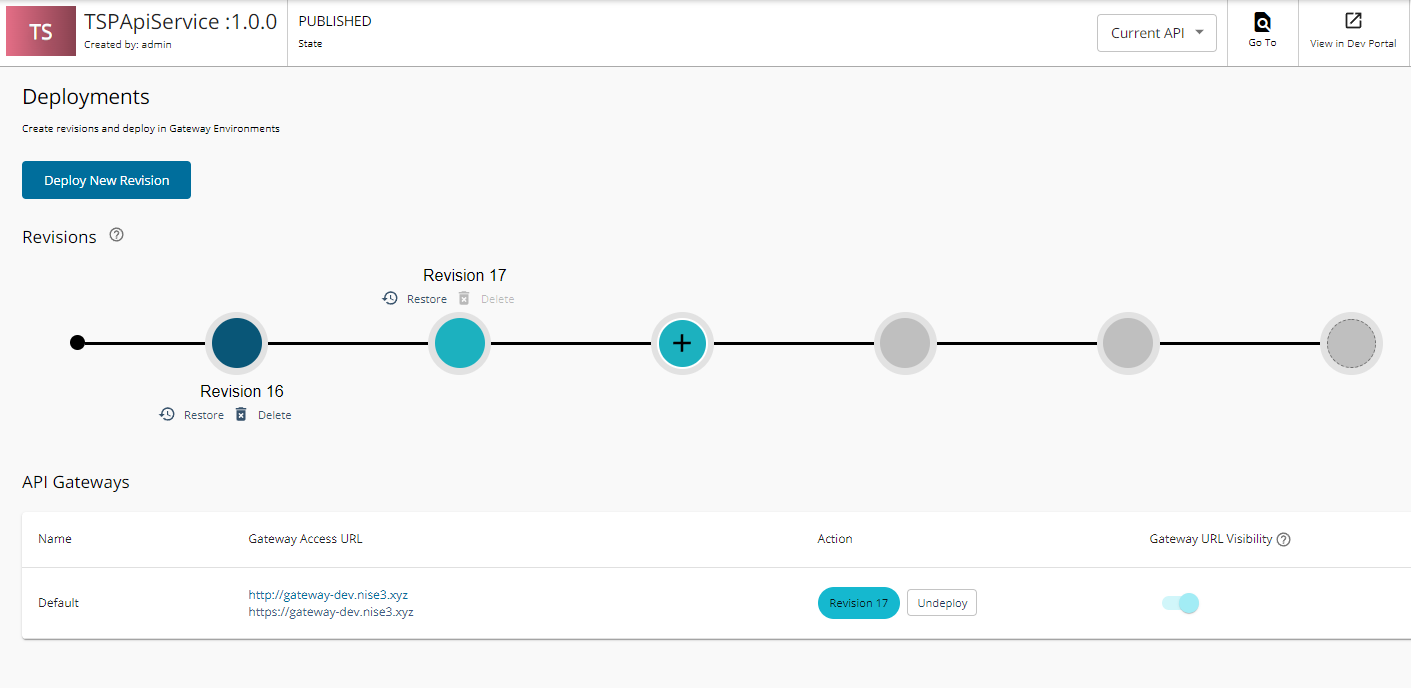 TS
TSPApiService :1.0.0
Created by: admin
PUBLISHED
State
Current API
Go To
View in Dev Portal
Deployments
Create revisions and deploy in Gateway Environments
Deploy New Revision
Revisions
Revision 17
Restore Delete
Revision 16
Restore Delete
API Gateways
Name Gateway Access URL Action Gateway URL Visibility
Default
http://gateway-dev.nise3.xyz
https://gateway-dev.nise3.xyz
Revision 17 Undeploy